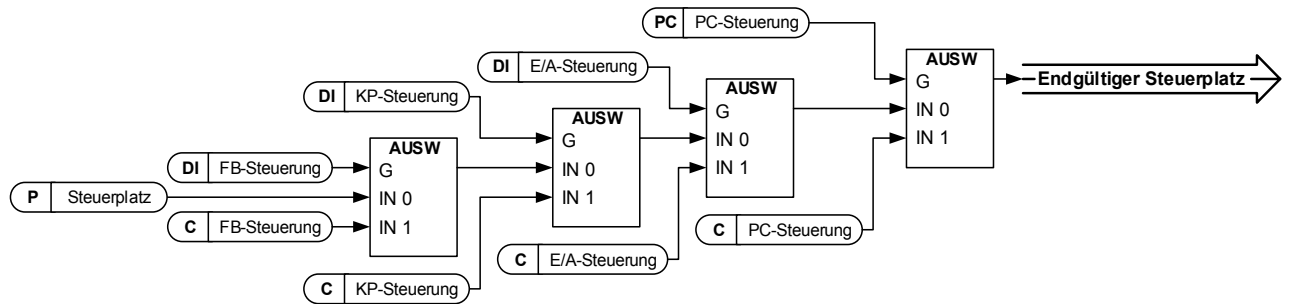 PC PC-Steuerung
AUSW
G
IN 0
IN 1
Endgültiger Steuerplatz
DI E/A-Steuerung
AUSW
G
IN 0
IN 1
DI KP-Steuerung
AUSW
G
IN 0
IN 1
DI FB-Steuerung
AUSW
G
IN 0
IN 1
P Steuerplatz
C FB-Steuerung
C PC-Steuerung
C E/A-Steuerung
C KP-Steuerung